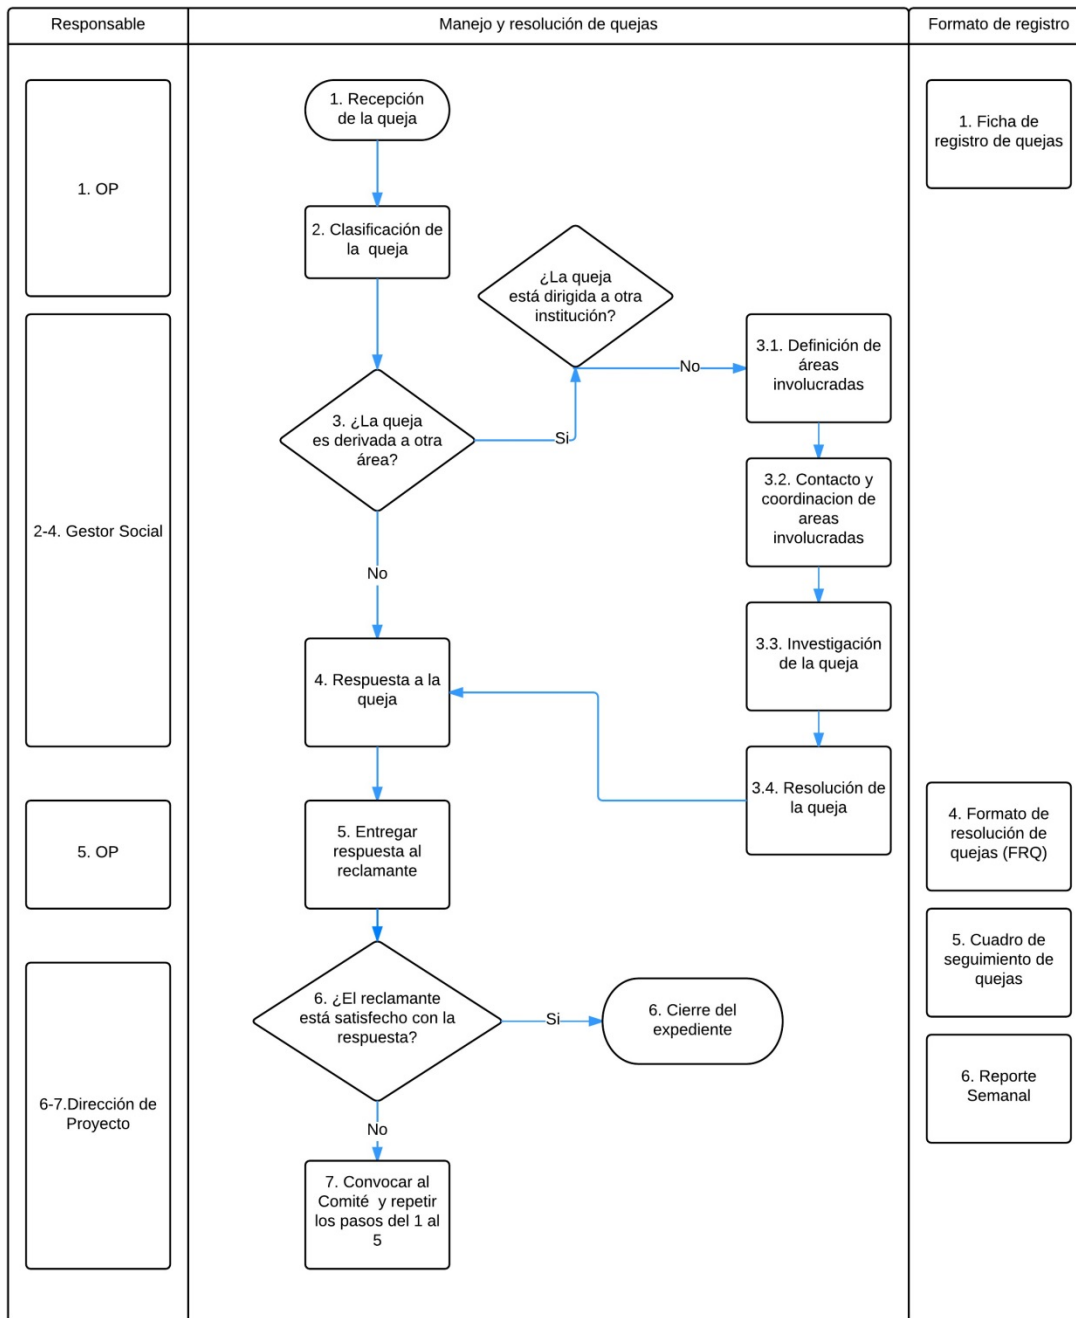 Responsable
Manejo y resolución de quejas
Formato de registro
1. OP
2-4. Gestor Social
5. OP
6-7.Dirección de
Proyecto
1. Recepción
de la queja
2. Clasificación de
la queja
3. ¿La queja
es derivada a otra
área?
Si
¿La queja
está dirigida a otra
institución?
No
3.1. Definición de
áreas
involucradas
3.2. Contacto y
coordinacion de
areas
involucradas
3.3. Investigación
de la queja
3.4. Resolución de
la queja
No
4. Respuesta a la
queja
5. Entregar
respuesta al
reclamante
6. ¿El reclamante
está satisfecho con la
respuesta?
Si
6. Cierre del
expediente
No
7. Convocar al
Comité y repetir
los pasos del 1 al
5
1. Ficha de
registro de quejas
4. Formato de
resolución de
quejas (FRQ)
5. Cuadro de
seguimiento de
quejas
6. Reporte
Semanal